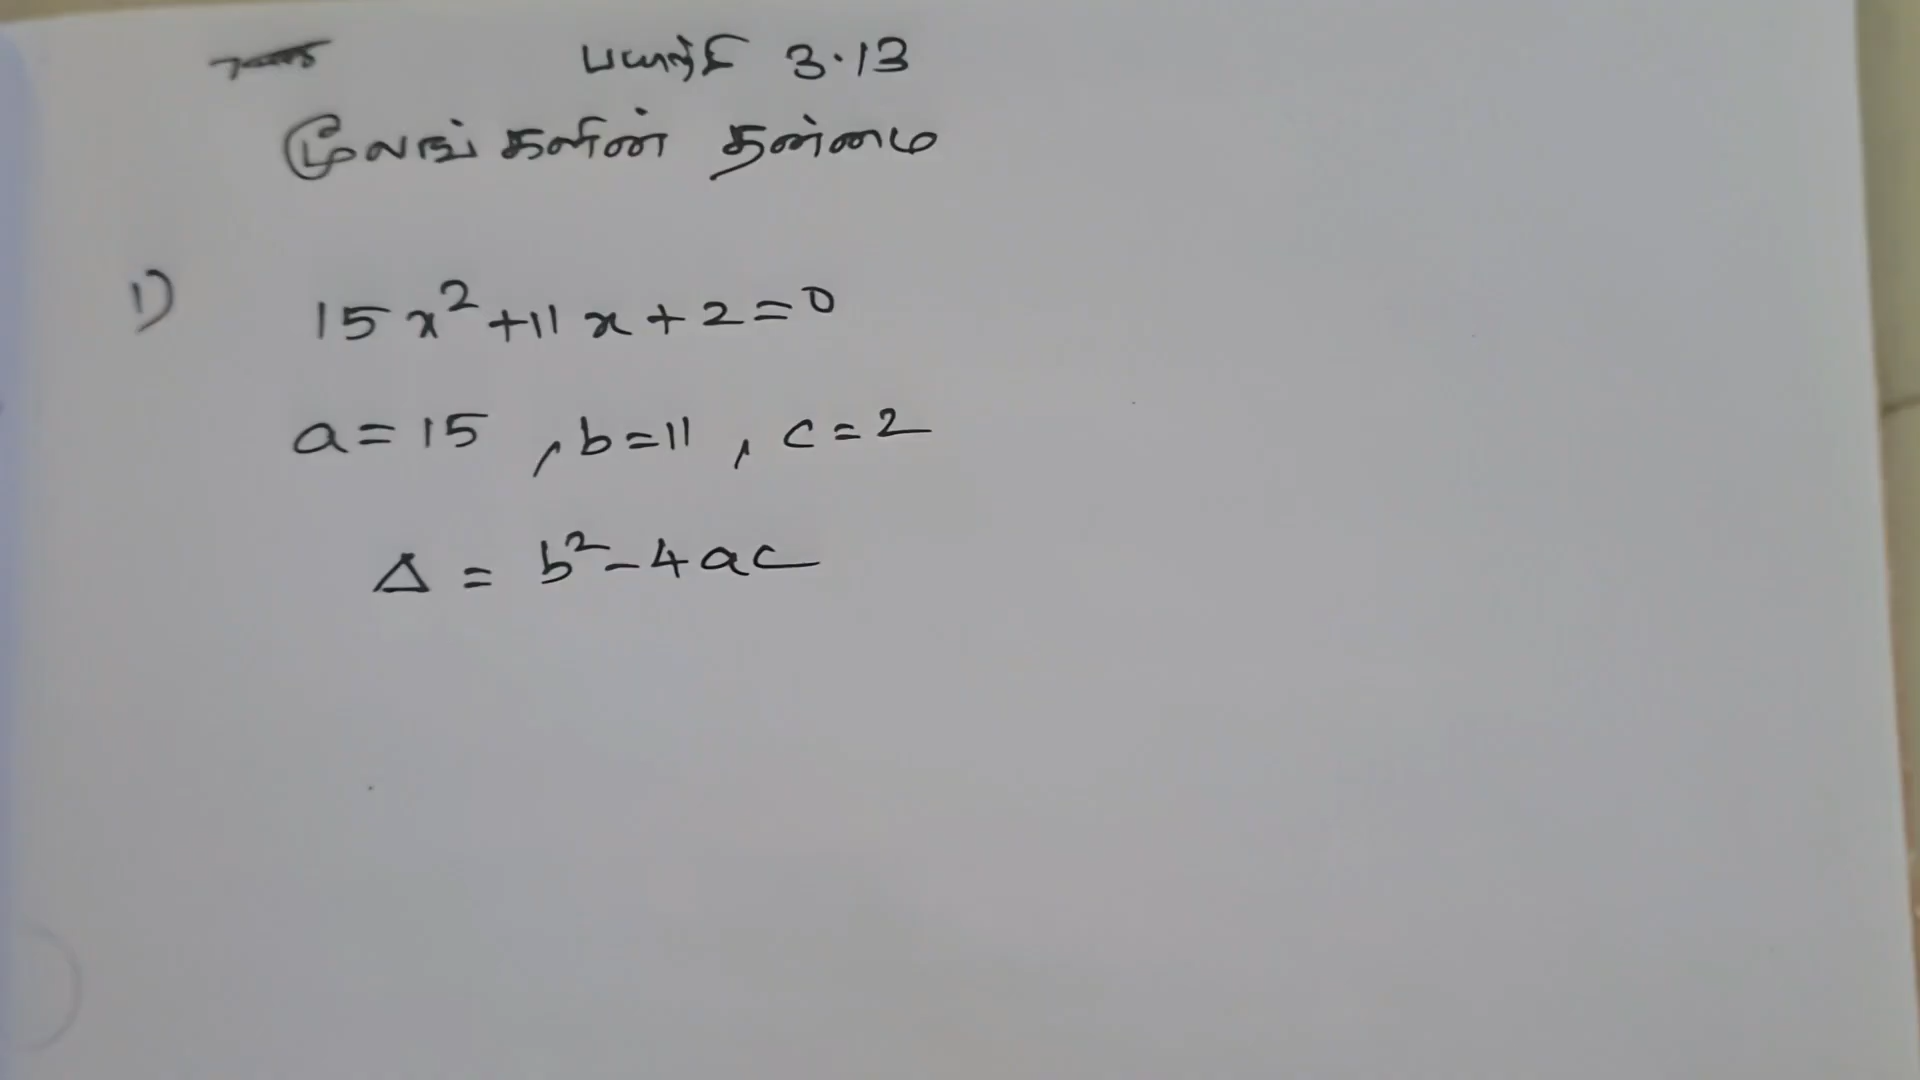 பயிற்சி 3.13
மூலங்களின் தன்மை
1) 15x²+11x+2=0
a=15, b=11, c=2
Δ = b²-4ac